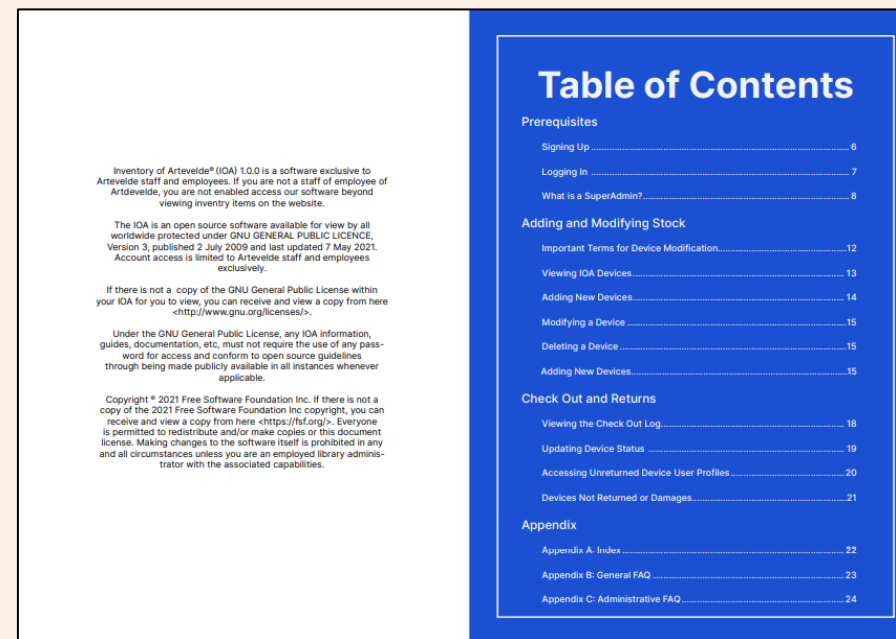 Inventory of Artevelde® (IOA) 1.0.0 is a software exclusive to
Artevelde staff and employees. If you are not a staff of employee of
Artdevelde, you are not enabled access our software beyond
viewing inventry items on the website.
The IOA is an open source software available for view by all
worldwide protected under GNU GENERAL PUBLIC LICENCE,
Version 3, published 2 July 2009 and last updated 7 May 2021.
Account access is limited to Artevelde staff and employees
exclusively.
If there is not a  copy of the GNU General Public License within
your IOA for you to view, you can receive and view a copy from here
<http://www.gnu.org/licenses/>.
Under the GNU General Public License, any IOA information,
guides, documentation, etc, must not require the use of any pass-
word for access and conform to open source guidelines
through being made publicly available in all instances whenever
applicable.
Copyright ® 2021 Free Software Foundation Inc. If there is not a
copy of the 2021 Free Software Foundation Inc copyright, you can
receive and view a copy from here <https://fsf.org/>. Everyone
is permitted to redistribute and/or make copies or this document
license. Making changes to the software itself is prohibited in any
and all circumstances unless you are an employed library adminis-
trator with the associated capabilities.
Table of Contents
Prerequisites
Signing Up ........ 6
Logging In ........ 7
What is a SuperAdmin? ........ 8
Adding and Modifying Stock
Important Terms for Device Modification ........ 12
Viewing IOA Devices ........ 13
Adding New Devices ........ 14
Modifying a Device ........ 15
Deleting a Device ........ 15
Adding New Devices ........ 15
Check Out and Returns
Viewing the Check Out Log ........ 18
Updating Device Status ........ 19
Accessing Unreturned Device User Profiles ........ 20
Devices Not Returned or Damages ........ 21
Appendix
Appendix A: Index ........ 22
Appendix B: General FAQ ........ 23
Appendix C: Administrative FAQ ........ 24